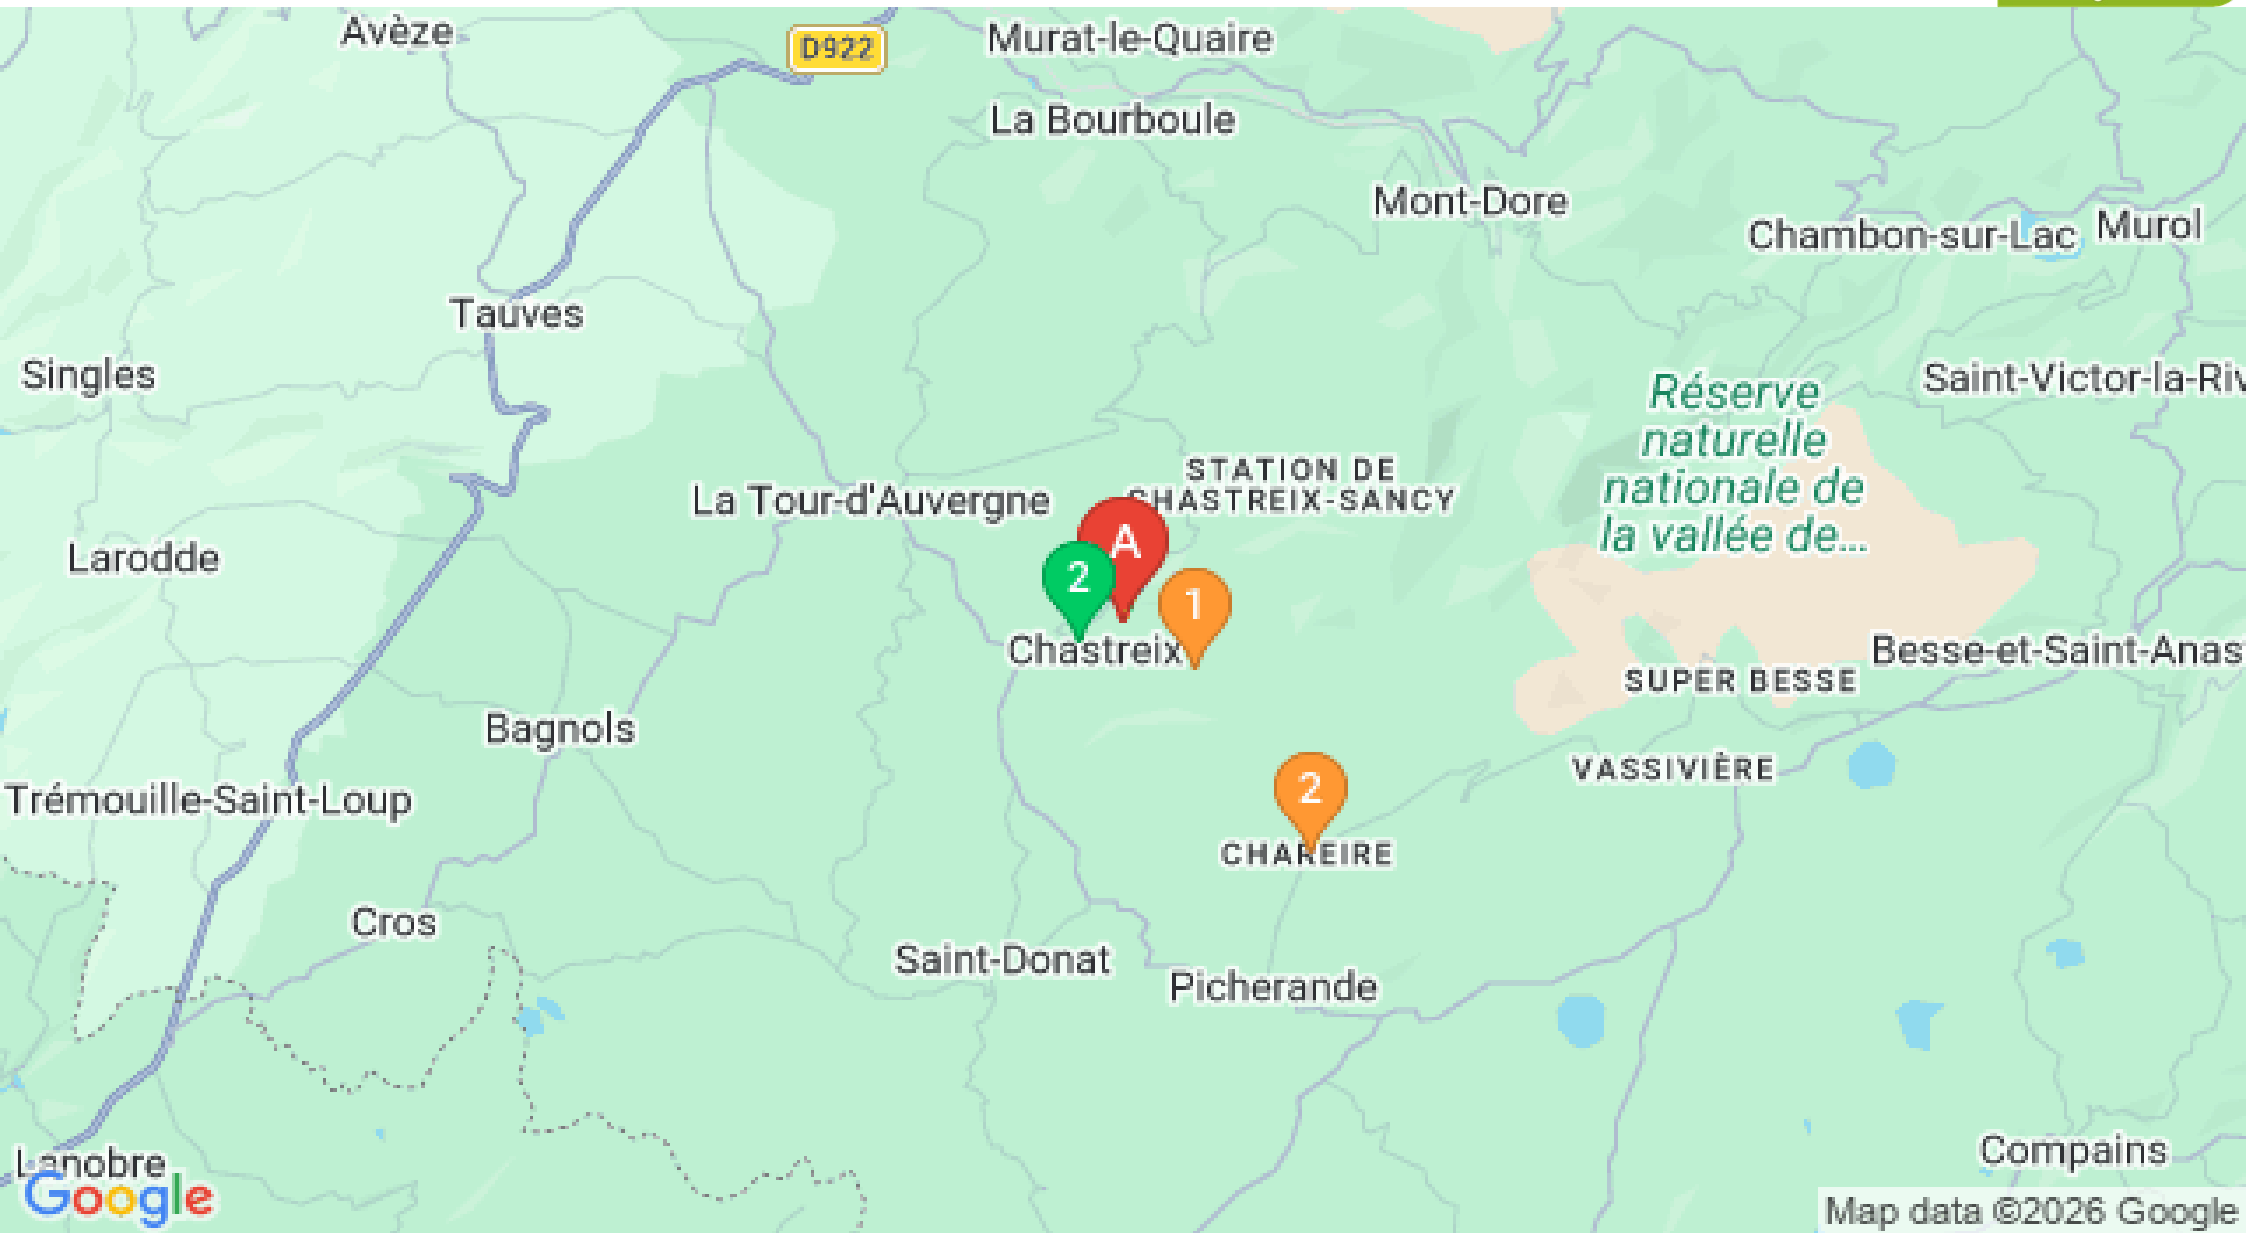 Avèze
D922
Murat-le-Quaire
La Bourboule
Mont-Dore
Chambon-sur-Lac
Murol
Tauves
Singles
Réserve
naturelle
nationale de
la vallée de...
Saint-Victor-la-Riv
STATION DE
CHASTREIX-SANCY
La Tour-d'Auvergne
A
2
1
Larodde
Chastreix
Besse-et-Saint-Anas
SUPER BESSE
Bagnols
VASSIVIÈRE
2
Trémouille-Saint-Loup
CHAREIRE
Cros
Saint-Donat
Picherande
Compains
Lanobre
Google
Map data ©2026 Google